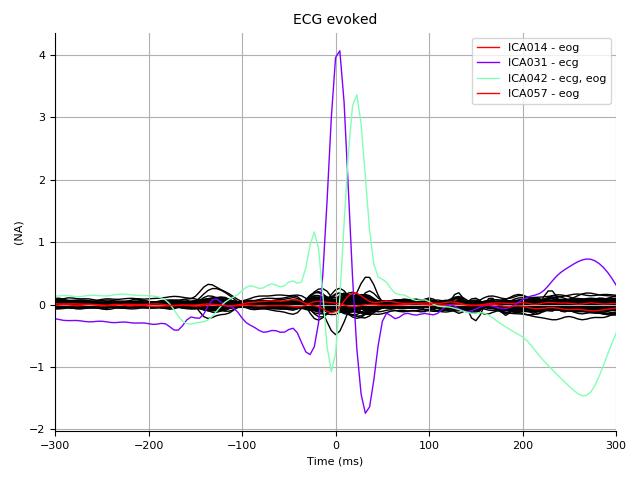 ECG evoked
ICA014 - eog
ICA031 - ecg
ICA042 - ecg, eog
ICA057 - eog
(NA)
4
3
2
1
0
−1
−2
−300
−200
−100
0
100
200
300
Time (ms)